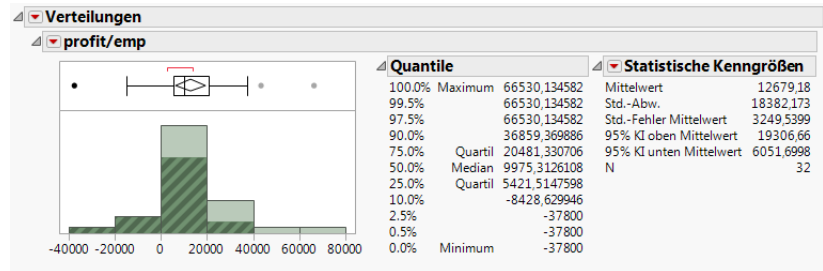 Verteilungen
profit/emp
-40000 -20000 0 20000 40000 60000 80000
Quantile
100.0% Maximum 66530,134582
99.5% 66530,134582
97.5% 66530,134582
90.0% 36859,369886
75.0% Quartil 20481,330706
50.0% Median 9975,3126108
25.0% Quartil 5421,5147598
10.0% -8428,629946
2.5% -37800
0.5% -37800
0.0% Minimum -37800
Statistische Kenngrößen
Mittelwert 12679,18
Std.-Abw. 18382,173
Std.-Fehler Mittelwert 3249,5399
95% KI oben Mittelwert 19306,66
95% KI unten Mittelwert 6051,6998
N 32